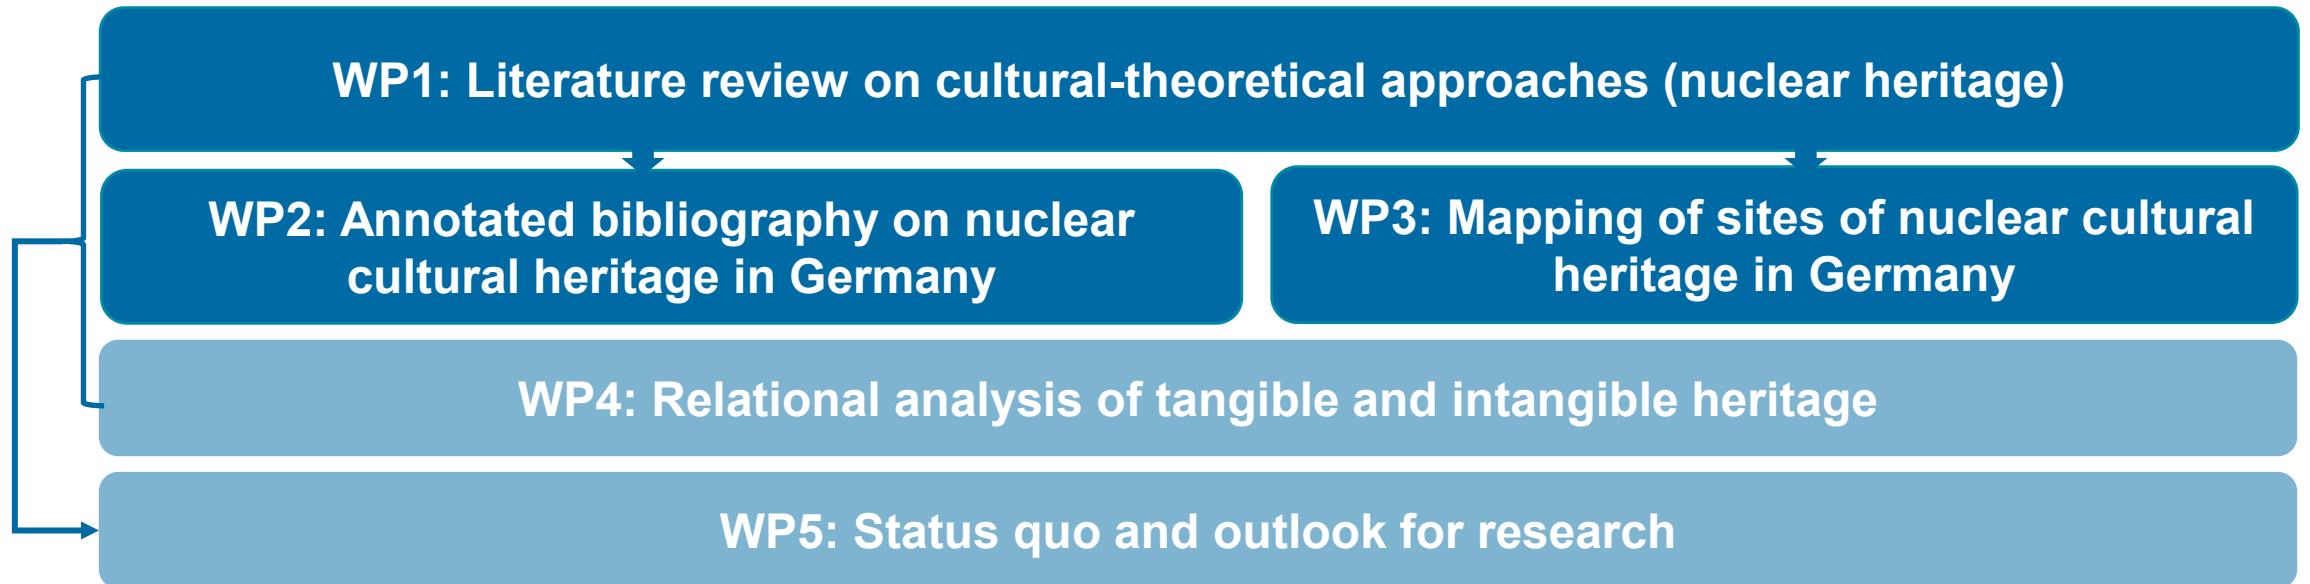 WP1: Literature review on cultural-theoretical approaches (nuclear heritage)
WP2: Annotated bibliography on nuclear
cultural heritage in Germany
WP3: Mapping of sites of nuclear cultural
heritage in Germany
WP4: Relational analysis of tangible and intangible heritage
WP5: Status quo and outlook for research